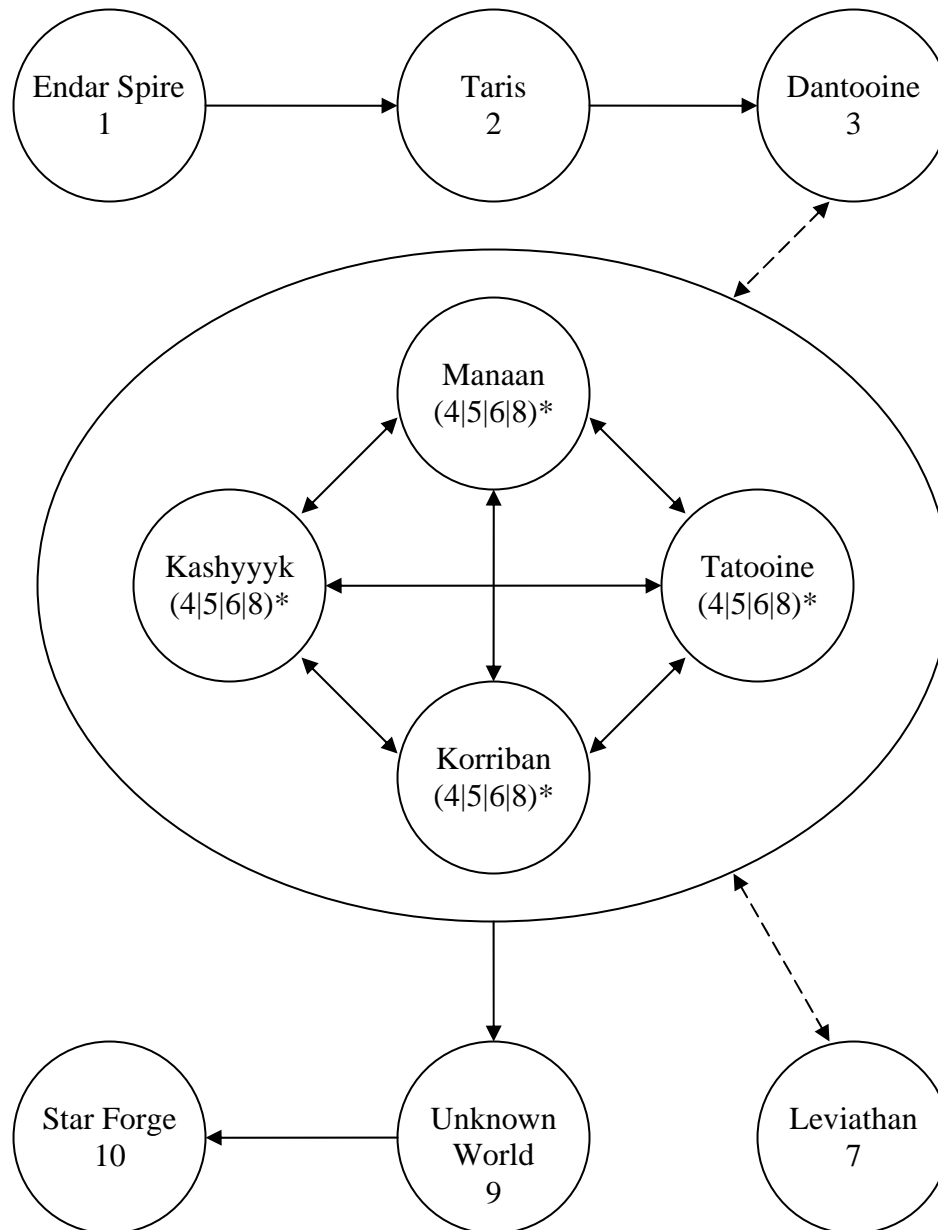 Endar Spire
1
Taris
2
Dantooine
3
Manaan
(4|5|6|8)*
Kashyyyk
(4|5|6|8)*
Tatooine
(4|5|6|8)*
Korriban
(4|5|6|8)*
Star Forge
10
Unknown
World
9
Leviathan
7